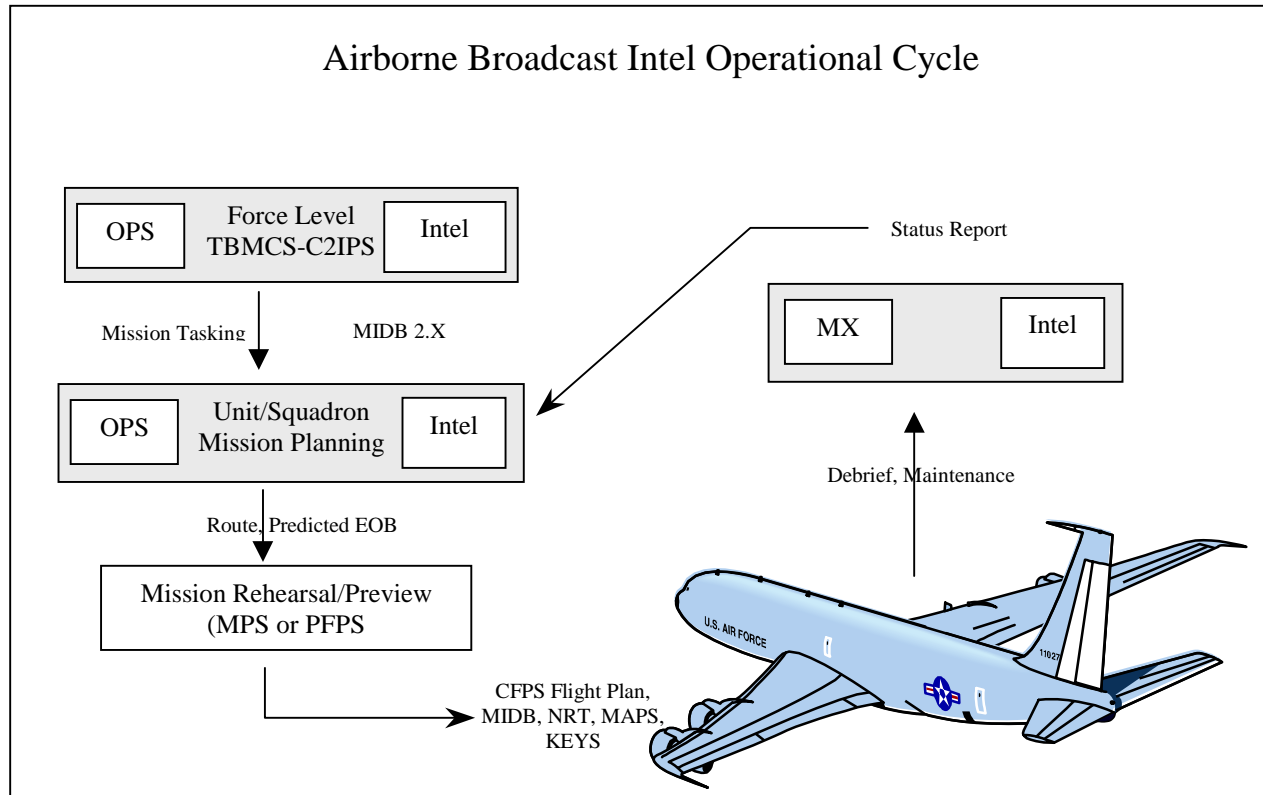 Airborne Broadcast Intel Operational Cycle
OPS
Force Level
TBMCS-C2IPS
Intel
Status Report
MX
Intel
Mission Tasking
MIDB 2.X
OPS
Unit/Squadron
Mission Planning
Intel
Debrief, Maintenance
Route, Predicted EOB
Mission Rehearsal/Preview
(MPS or PFPS
U.S. AIR FORCE
11027
CFPS Flight Plan,
MIDB, NRT, MAPS,
KEYS